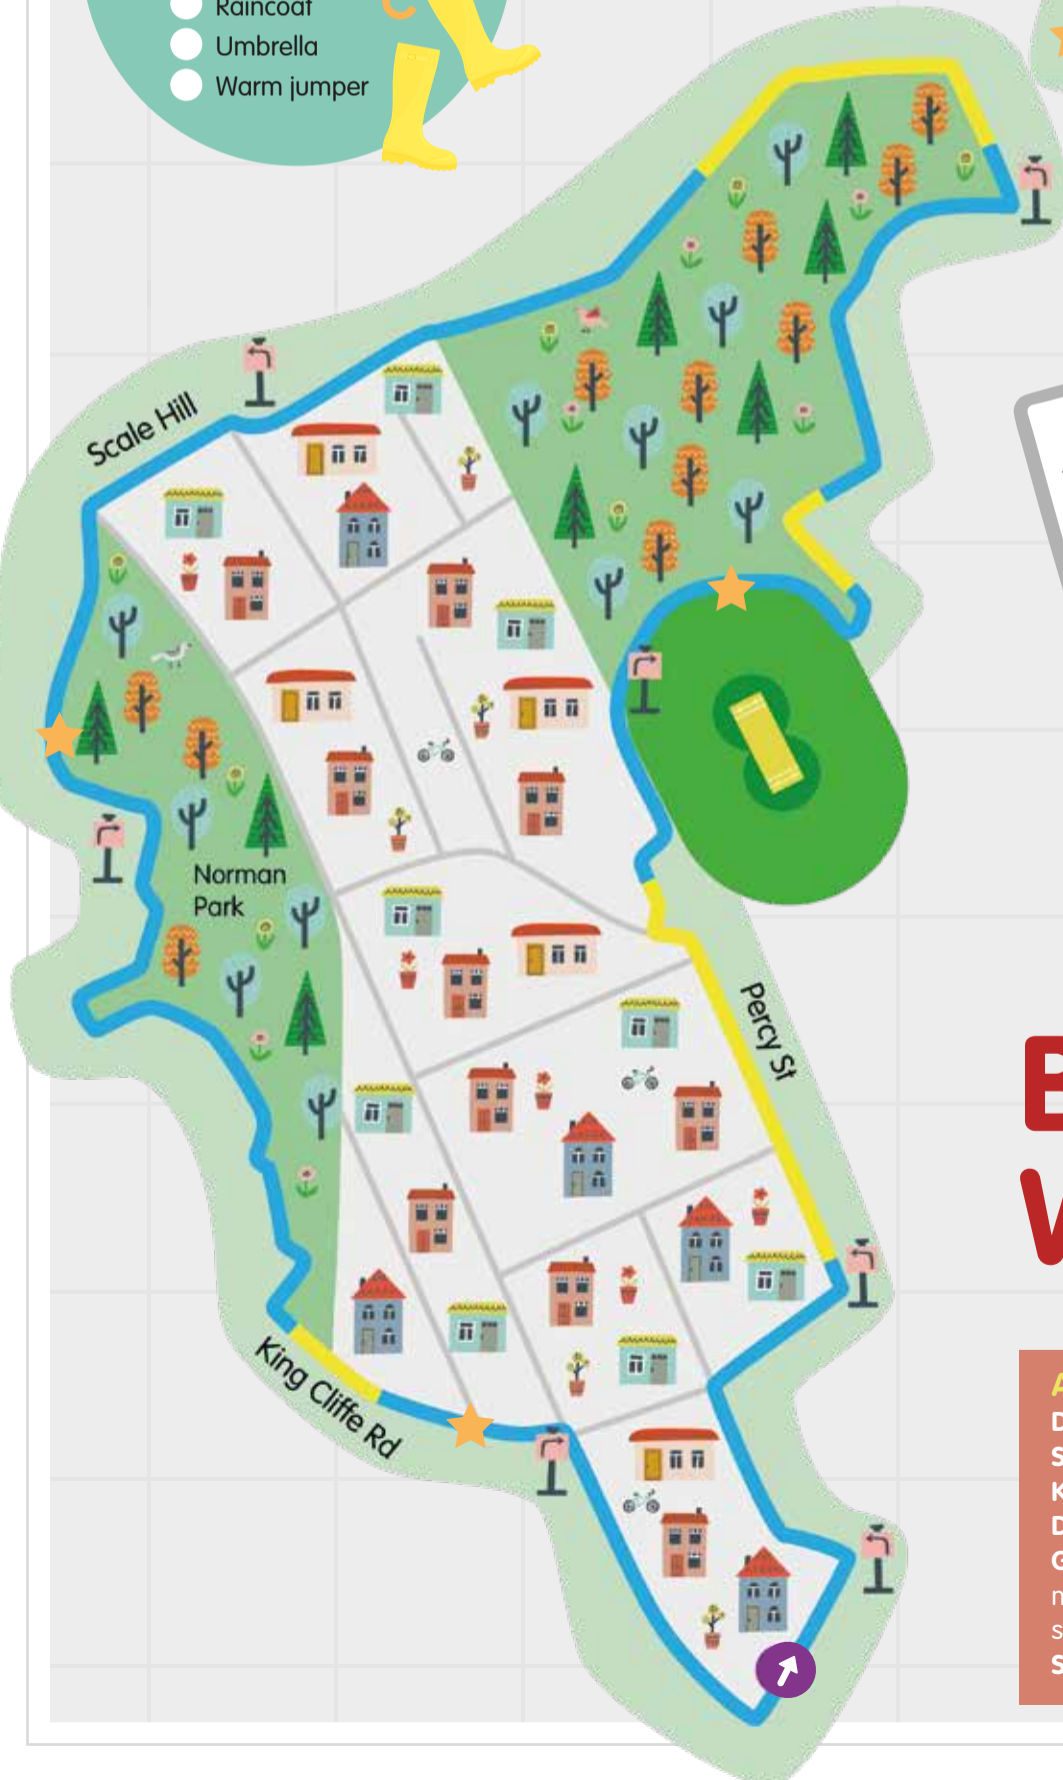 Raincoat
Umbrella
Warm jumper
Scale Hill
Norman
Park
Percy St
King Cliffe Rd